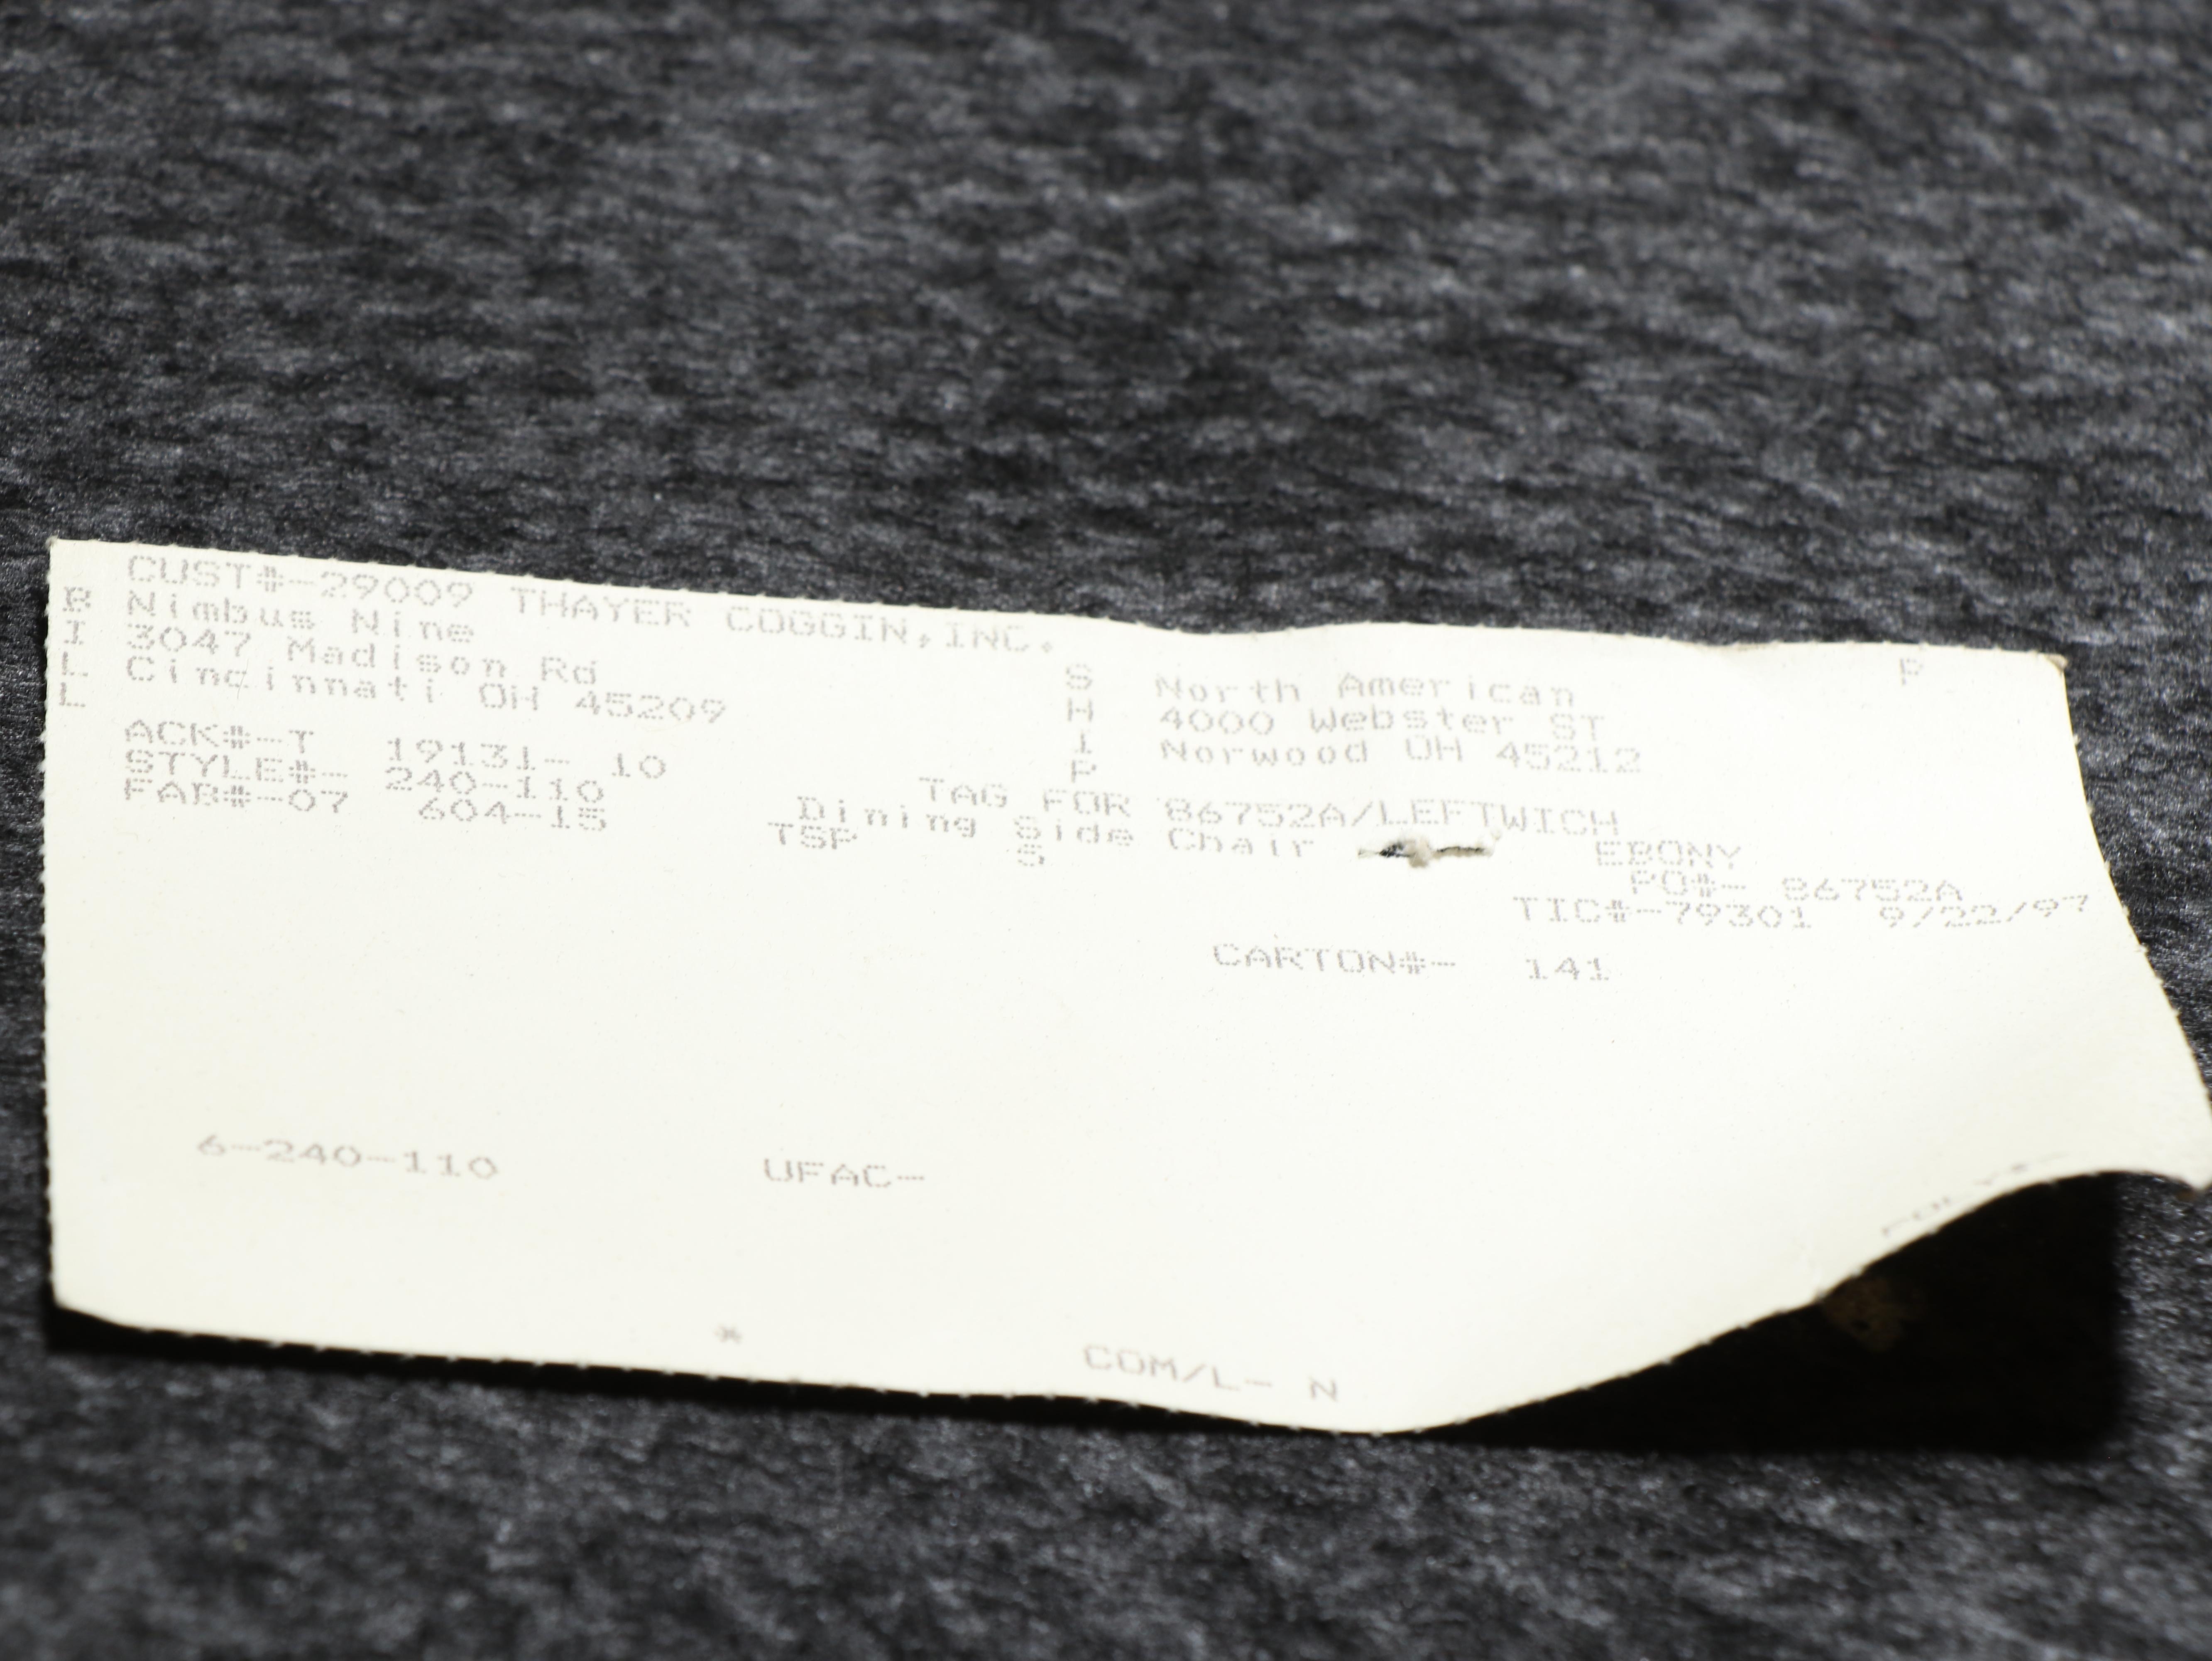 CUST#-29009 THAYER COGGIN,INC.
B Nimbus Nine
I 3047 Madison Rd
L Cincinnati OH 45209
L
P
S North American
H 4000 Webster ST
I Norwood OH 45212
P
ACK#-T 19131- 10
STYLE#- 240-110
FAB#-07 604-15
TAG FOR 86752A/LEFTWICH
Dining Side Chair
TSP S
EBONY
PO#- 86752A
TIC#-79301 9/22/97
CARTON#- 141
6-240-110 UFAC-
* COM/L- N